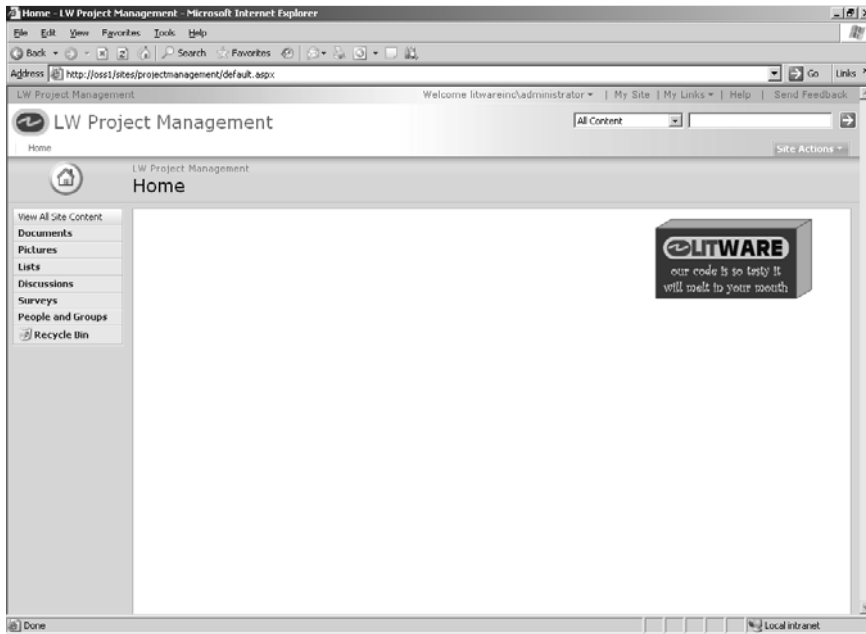 Home - LW Project Management - Microsoft Internet Explorer
File Edit View Favorites Tools Help
Back Search Favorites
Address http://oss1/sites/projectmanagement/default.aspx Go Links
LW Project Management Welcome litwareinc\administrator | My Site | My Links | Help | Send Feedback
LW Project Management All Content
Home Site Actions
LW Project Management
Home
View All Site Content
Documents
Pictures
Lists
Discussions
Surveys
People and Groups
Recycle Bin
LITWARE
our code is so tasty it
will melt in your mouth
Done Local intranet